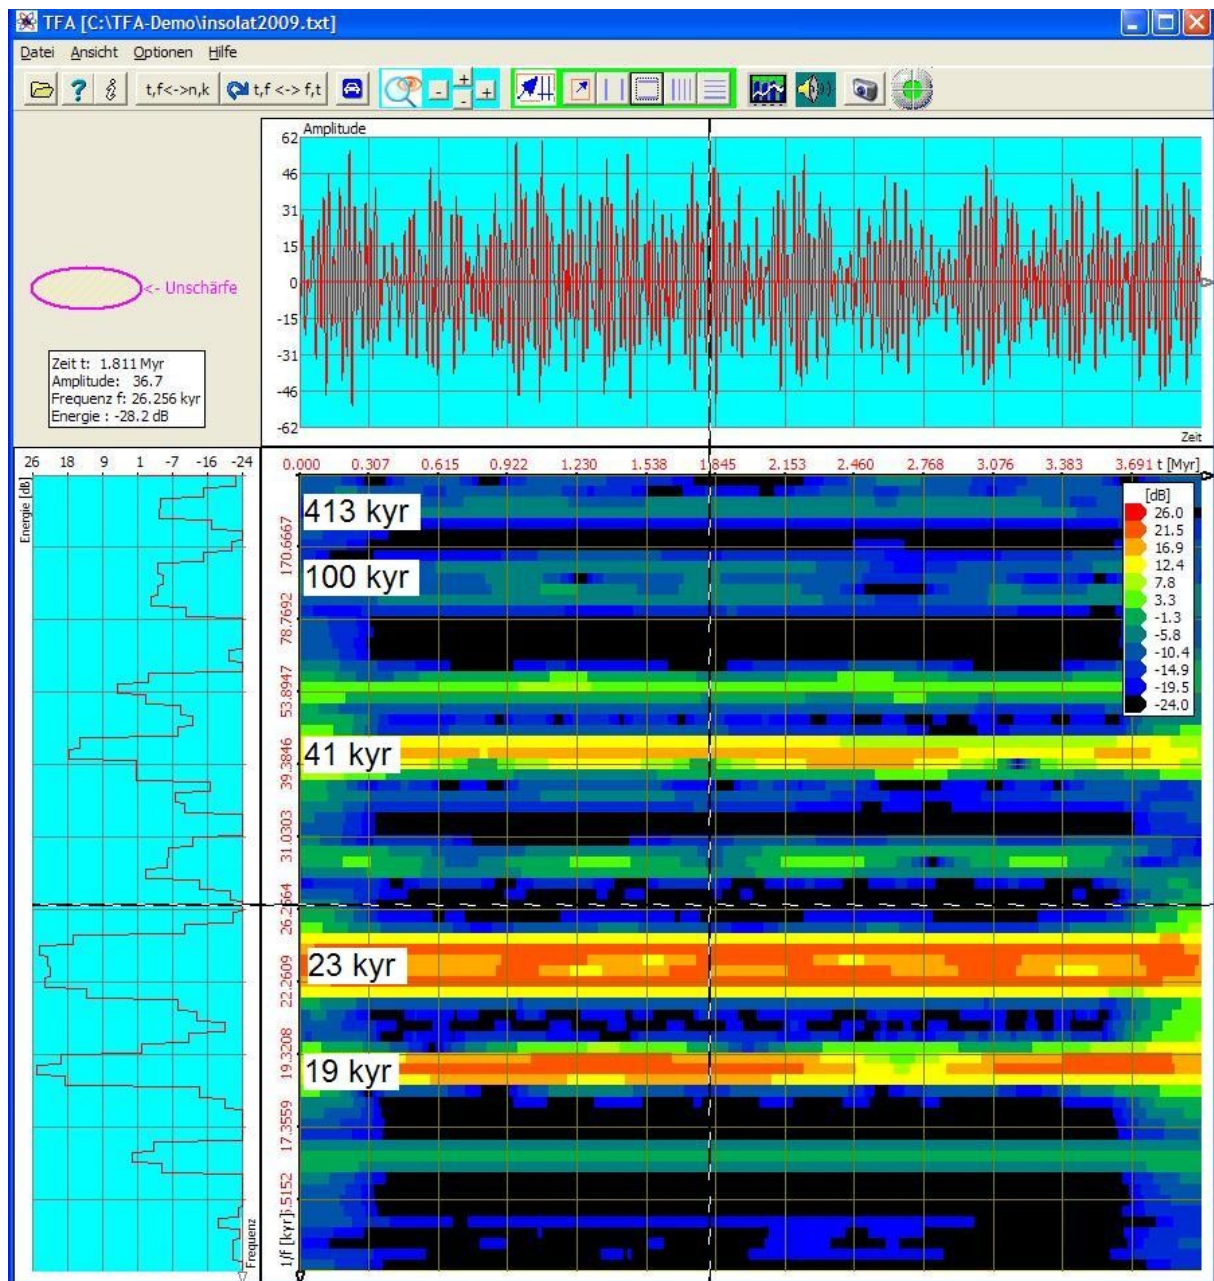 TFA [C:\TFA-Demo\insolat2009.txt]
Datei Ansicht Optionen Hilfe
t,f<->n,k t,f <-> f,t
Amplitude
62
46
31
15
0
-15
-31
-46
-62
Zeit
<- Unschärfe
Zeit t: 1.811 Myr
Amplitude: 36.7
Frequenz f: 26.256 kyr
Energie : -28.2 dB
26 18 9 1 -7 -16 -24
Energie [dB]
Frequenz
0.000 0.307 0.615 0.922 1.230 1.538 1.845 2.153 2.460 2.768 3.076 3.383 3.691 t [Myr]
170.6667
78.7692
53.8947
39.3846
31.0303
22.2609
19.3208
17.3559
1/f [kyr]
413 kyr
100 kyr
41 kyr
23 kyr
19 kyr
[dB]
26.0
21.5
16.9
12.4
7.8
3.3
-1.3
-5.8
-10.4
-14.9
-19.5
-24.0